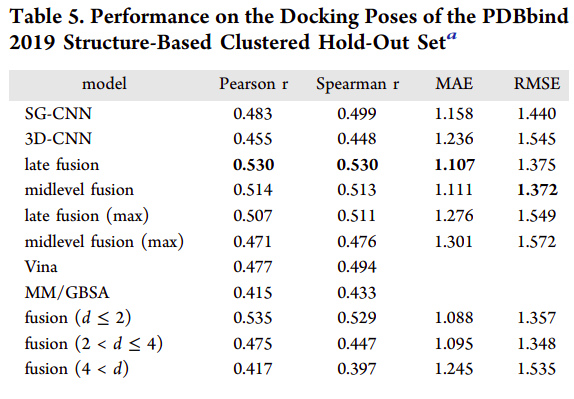 Table 5. Performance on the Docking Poses of the PDBbind
2019 Structure-Based Clustered Hold-Out Setᵃ
model Pearson r Spearman r MAE RMSE
SG-CNN 0.483 0.499 1.158 1.440
3D-CNN 0.455 0.448 1.236 1.545
late fusion 0.530 0.530 1.107 1.375
midlevel fusion 0.514 0.513 1.111 1.372
late fusion (max) 0.507 0.511 1.276 1.549
midlevel fusion (max) 0.471 0.476 1.301 1.572
Vina 0.477 0.494
MM/GBSA 0.415 0.433
fusion (d ≤ 2) 0.535 0.529 1.088 1.357
fusion (2 < d ≤ 4) 0.475 0.447 1.095 1.348
fusion (4 < d) 0.417 0.397 1.245 1.535